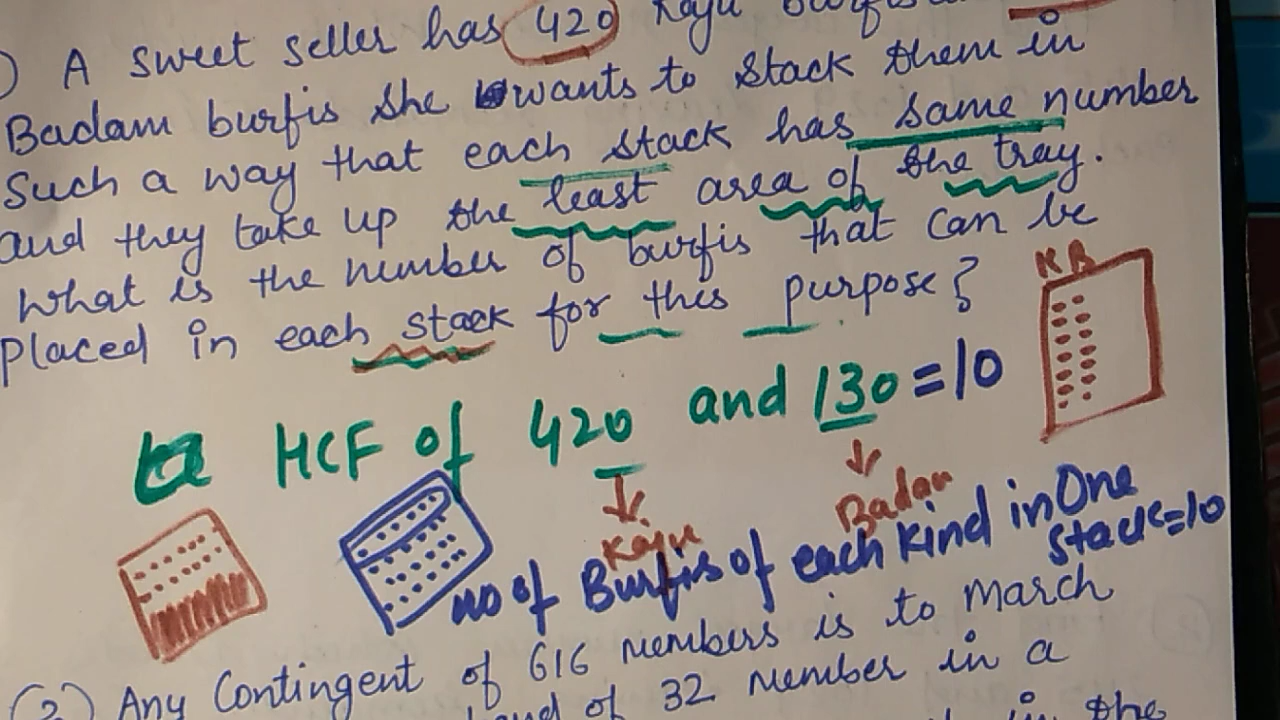 ) A sweet seller has 420 Kaju
Badam burfis she wants to stack them in
Such a way that each stack has same number
and they take up the least area of the tray.
What is the number of burfis that can be
placed in each stack for this purpose?
K B
HCF of 420 and 130 = 10
Kaju Badam
no of Burfis of each kind in One
stack = 10
(2) Any Contingent of 616 members is to march
of 32 member in a
in the